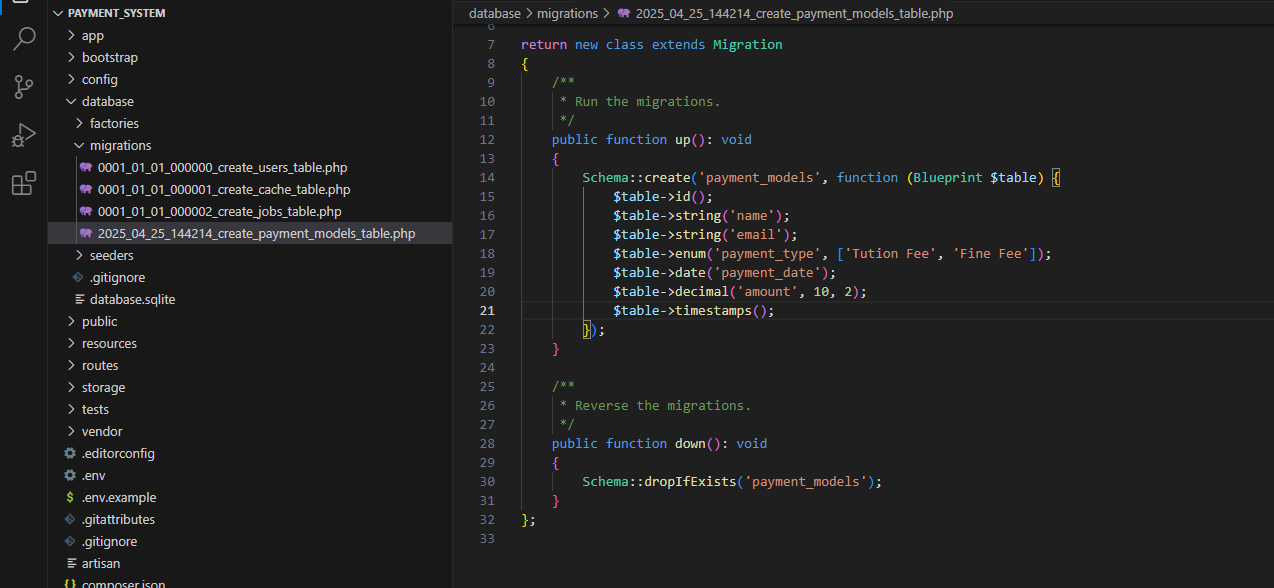 PAYMENT_SYSTEM
app
bootstrap
config
database
factories
migrations
0001_01_01_000000_create_users_table.php
0001_01_01_000001_create_cache_table.php
0001_01_01_000002_create_jobs_table.php
2025_04_25_144214_create_payment_models_table.php
seeders
.gitignore
database.sqlite
public
resources
routes
storage
tests
vendor
.editorconfig
.env
$ .env.example
.gitattributes
.gitignore
artisan
{} composer.json
database > migrations > 2025_04_25_144214_create_payment_models_table.php
6
7 return new class extends Migration
8 {
9 /**
10 * Run the migrations.
11 */
12 public function up(): void
13 {
14 Schema::create('payment_models', function (Blueprint $table) {
15 $table->id();
16 $table->string('name');
17 $table->string('email');
18 $table->enum('payment_type', ['Tution Fee', 'Fine Fee']);
19 $table->date('payment_date');
20 $table->decimal('amount', 10, 2);
21 $table->timestamps();
22 });
23 }
24
25 /**
26 * Reverse the migrations.
27 */
28 public function down(): void
29 {
30 Schema::dropIfExists('payment_models');
31 }
32 };
33